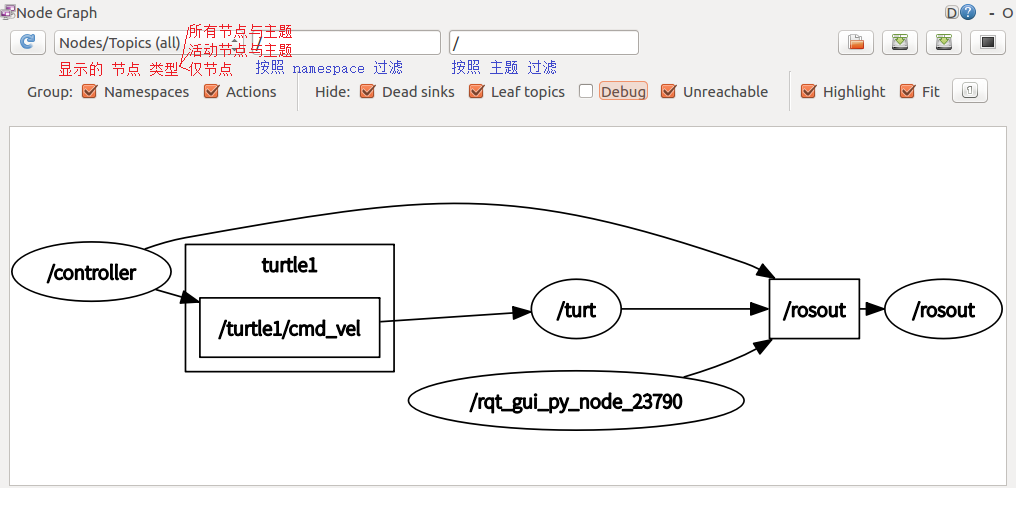 Node Graph
D ? - O
Nodes/Topics (all)
所有节点与主题
/
/
活动节点与主题
显示的 节点 类型
仅节点
按照 namespace 过滤
按照 主题 过滤
Group: Namespaces Actions Hide: Dead sinks Leaf topics Debug Unreachable Highlight Fit
/controller
turtle1
/turtle1/cmd_vel
/turt
/rosout
/rosout
/rqt_gui_py_node_23790